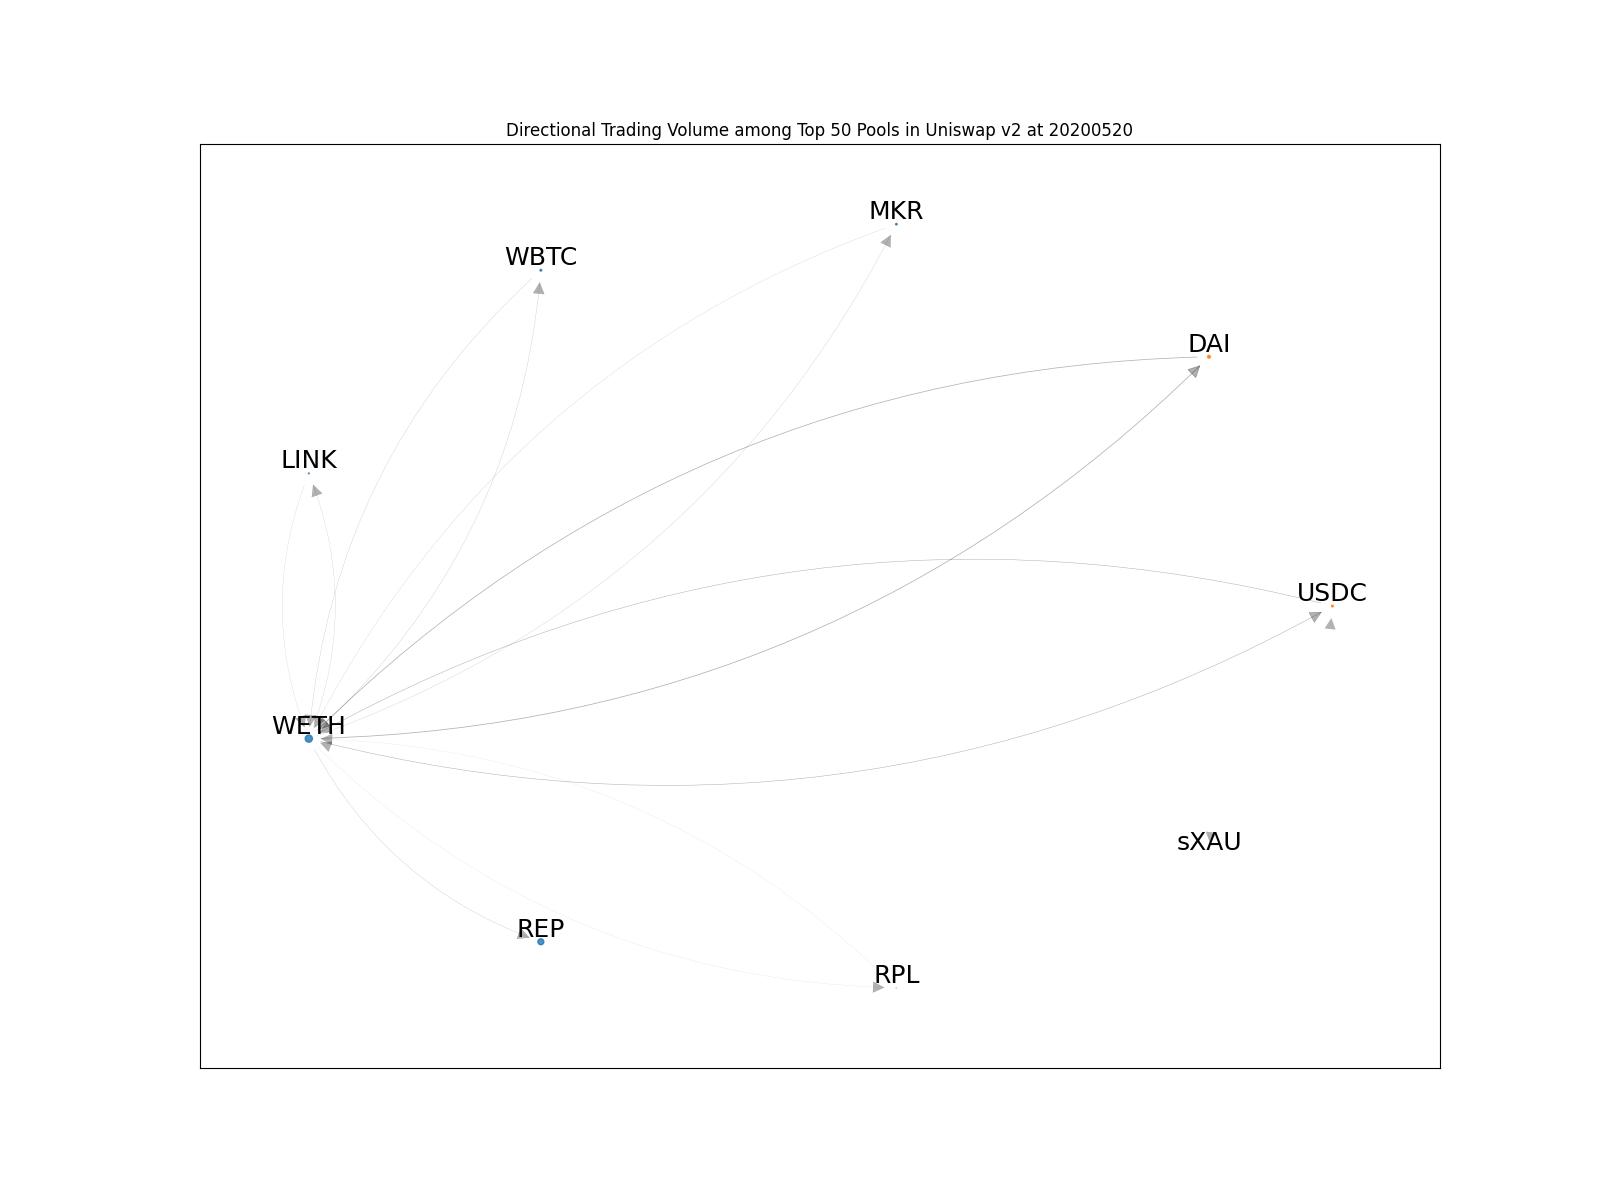 Directional Trading Volume among Top 50 Pools in Uniswap v2 at 20200520
MKR
WBTC
DAI
LINK
USDC
WETH
sXAU
REP
RPL